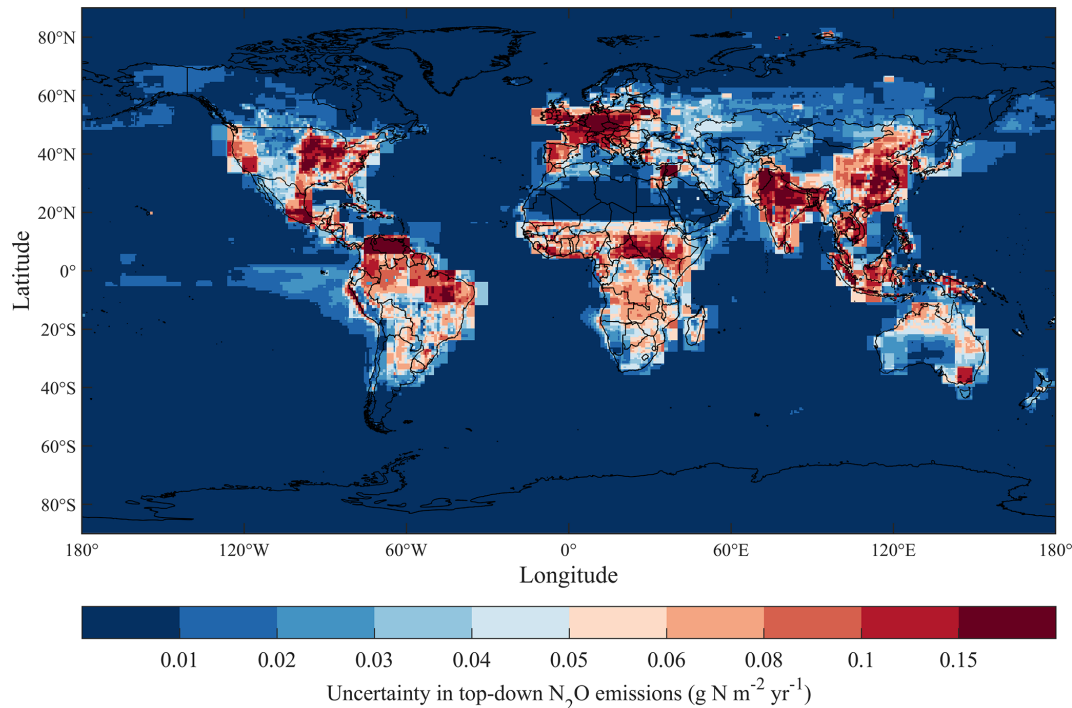 80°N
60°N
40°N
20°N
0°
20°S
40°S
60°S
80°S
Latitude
180° 120°W 60°W 0° 60°E 120°E 180°
Longitude
0.01 0.02 0.03 0.04 0.05 0.06 0.08 0.1 0.15
Uncertainty in top-down N₂O emissions (g N m⁻² yr⁻¹)